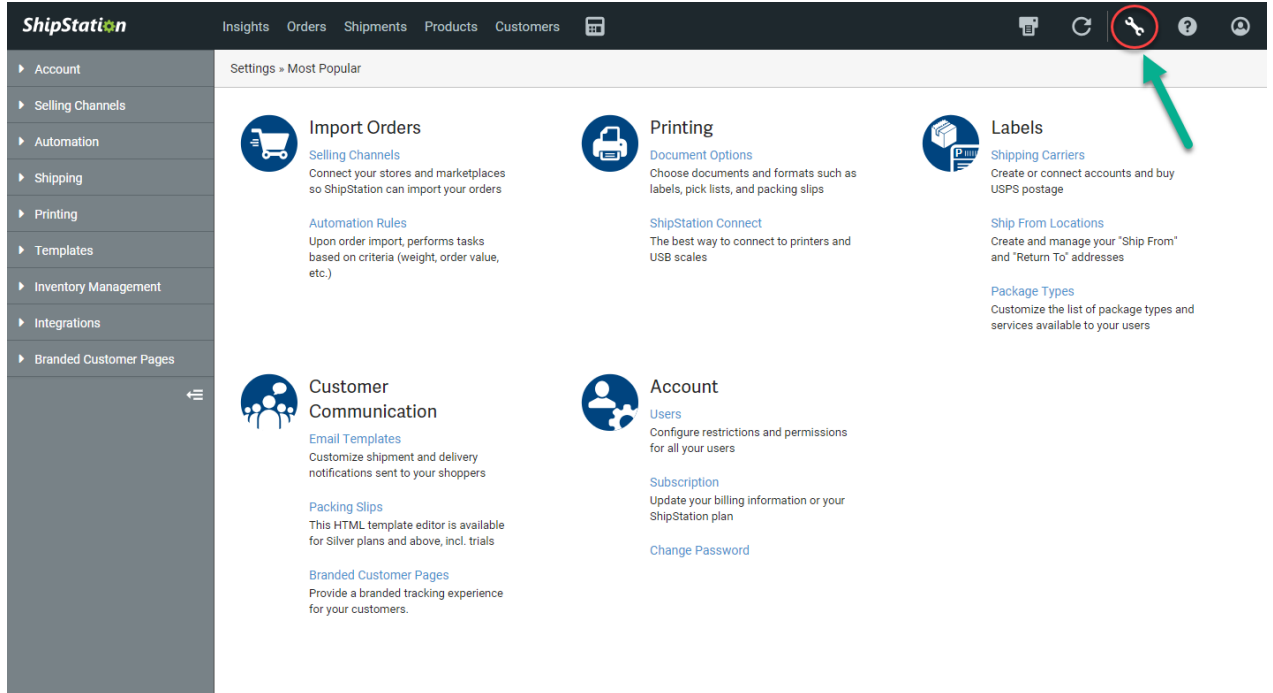 ShipStation
Insights Orders Shipments Products Customers
Account
Selling Channels
Automation
Shipping
Printing
Templates
Inventory Management
Integrations
Branded Customer Pages
Settings » Most Popular
Import Orders
Selling Channels
Connect your stores and marketplaces
so ShipStation can import your orders
Automation Rules
Upon order import, performs tasks
based on criteria (weight, order value,
etc.)
Printing
Document Options
Choose documents and formats such as
labels, pick lists, and packing slips
ShipStation Connect
The best way to connect to printers and
USB scales
Labels
Shipping Carriers
Create or connect accounts and buy
USPS postage
Ship From Locations
Create and manage your "Ship From"
and "Return To" addresses
Package Types
Customize the list of package types and
services available to your users
Customer
Communication
Email Templates
Customize shipment and delivery
notifications sent to your shoppers
Packing Slips
This HTML template editor is available
for Silver plans and above, incl. trials
Branded Customer Pages
Provide a branded tracking experience
for your customers.
Account
Users
Configure restrictions and permissions
for all your users
Subscription
Update your billing information or your
ShipStation plan
Change Password